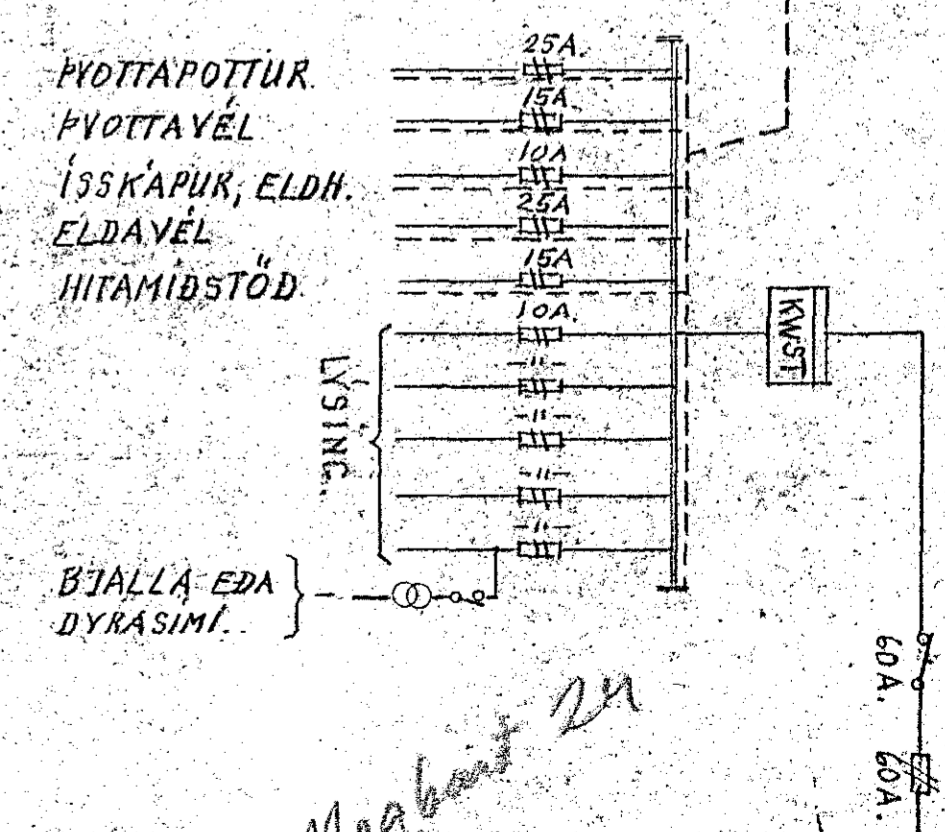 ÞVOTTAPOTTUR
25A.
ÞVOTTAVÉL
15A
ÍSSKÁPUR, ELDH.
10A
ELDAVÉL
25A
HITAMIÐSTÖÐ.
15A
10A.
-"-
-"-
-"-
-"-
LÝSING.
KWST
BJALLA EÐA
DYRASÍMI.
60A.
60A.
24